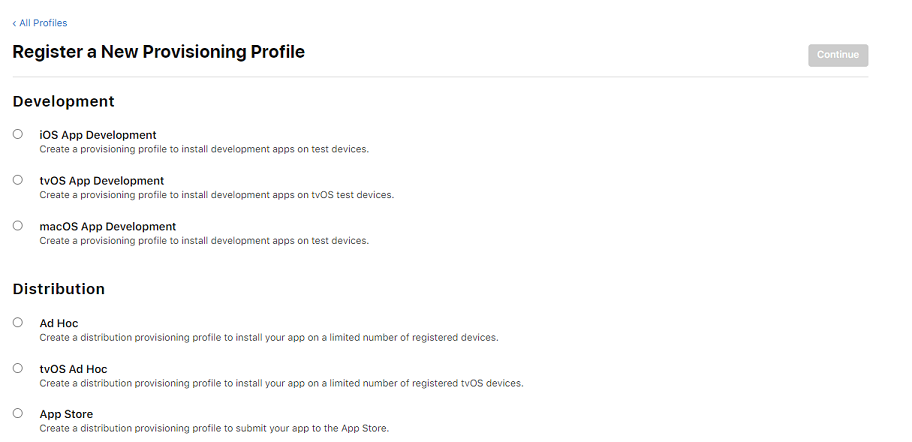 ‹ All Profiles
Register a New Provisioning Profile
Continue
Development
iOS App Development
Create a provisioning profile to install development apps on test devices.
tvOS App Development
Create a provisioning profile to install development apps on tvOS test devices.
macOS App Development
Create a provisioning profile to install development apps on test devices.
Distribution
Ad Hoc
Create a distribution provisioning profile to install your app on a limited number of registered devices.
tvOS Ad Hoc
Create a distribution provisioning profile to install your app on a limited number of registered tvOS devices.
App Store
Create a distribution provisioning profile to submit your app to the App Store.